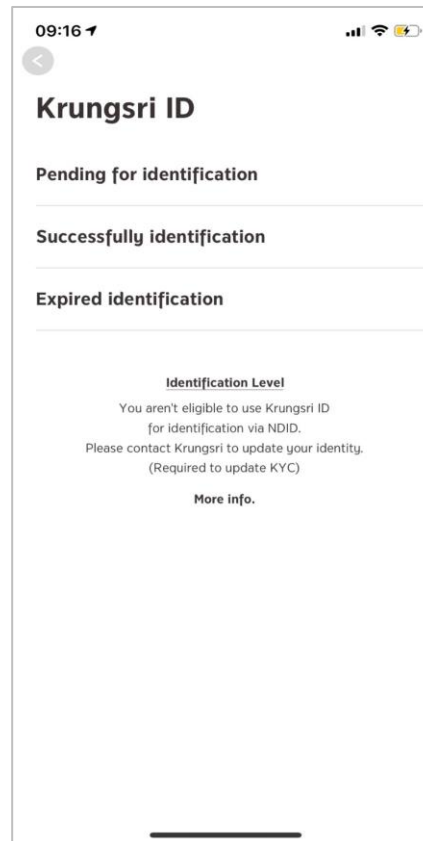 09:16
Krungsri ID
Pending for identification
Successfully identification
Expired identification
Identification Level
You aren't eligible to use Krungsri ID
for identification via NDID.
Please contact Krungsri to update your identity.
(Required to update KYC)
More info.